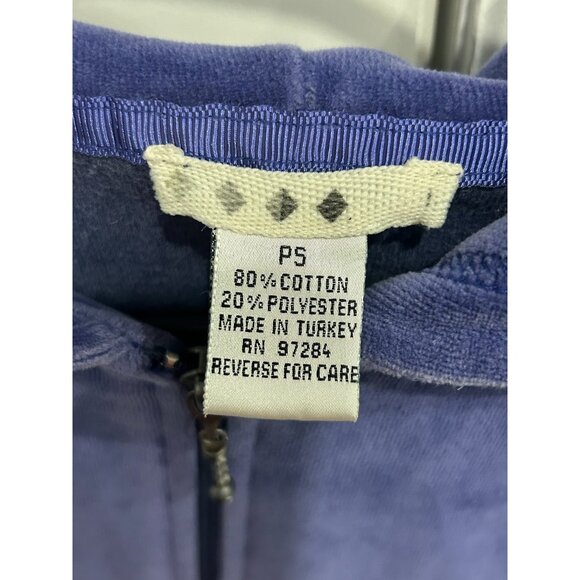 PS
80% COTTON
20% POLYESTER
MADE IN TURKEY
RN 97284
REVERSE FOR CARE